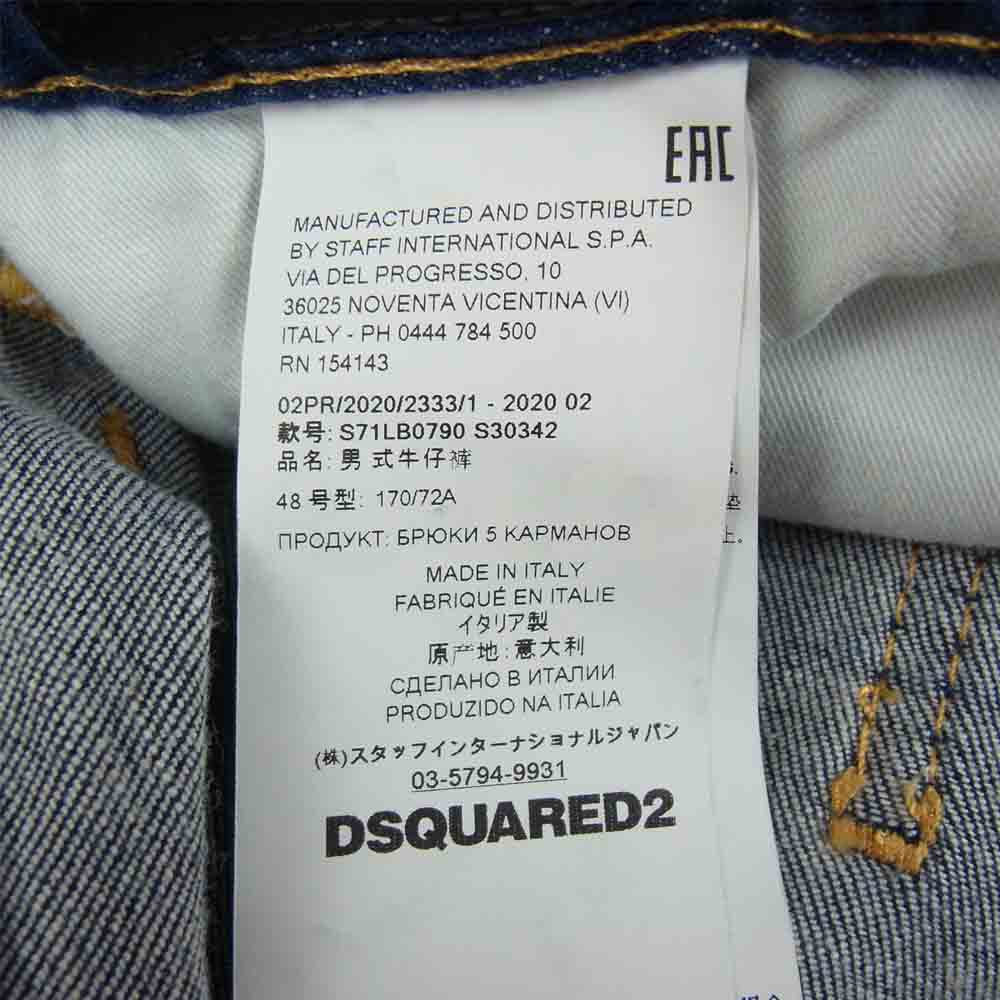 EAC
MANUFACTURED AND DISTRIBUTED
BY STAFF INTERNATIONAL S.P.A.
VIA DEL PROGRESSO, 10
36025 NOVENTA VICENTINA (VI)
ITALY - PH 0444 784 500
RN 154143
02PR/2020/2333/1 - 2020 02
款号: S71LB0790 S30342
品名: 男 式牛仔裤
48 号型: 170/72A
垫
ПРОДУКТ: БРЮКИ 5 КАРМАНОВ
上。
MADE IN ITALY
FABRIQUÉ EN ITALIE
イタリア製
原产地: 意大利
СДЕЛАНО В ИТАЛИИ
PRODUZIDO NA ITALIA
(株)スタッフインターナショナルジャパン
03-5794-9931
DSQUARED2